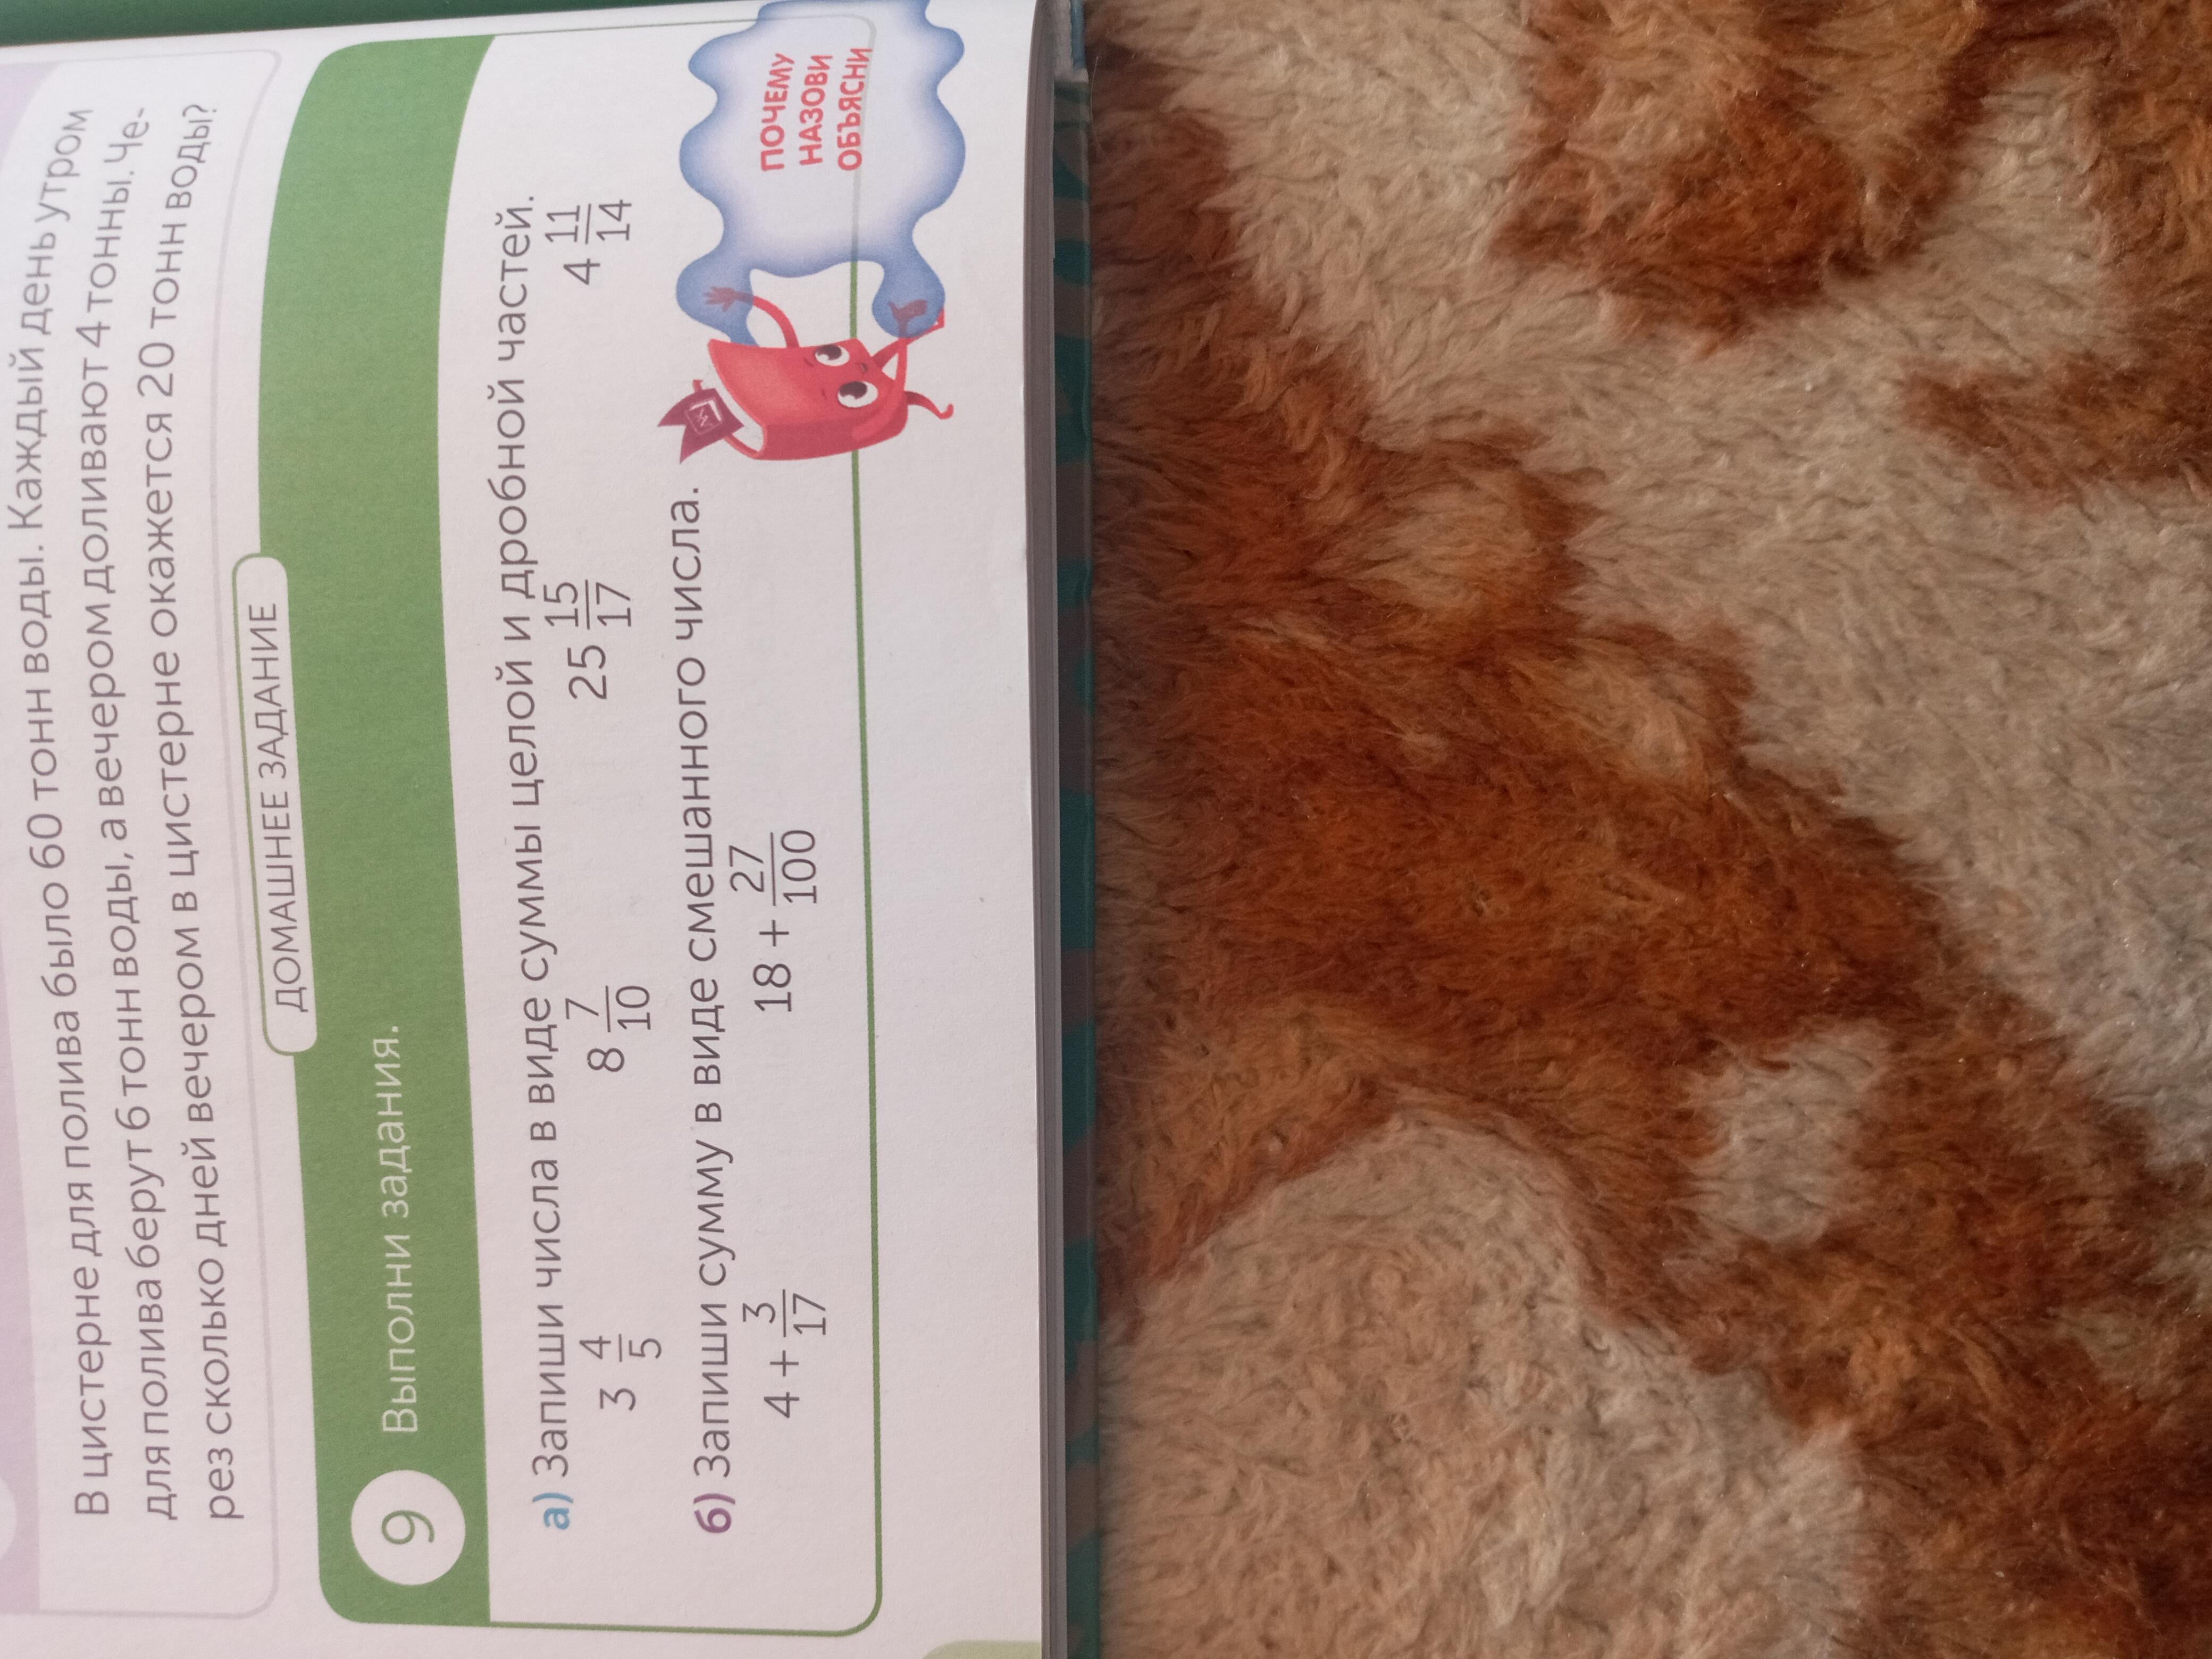 В цистерне для полива было 60 тонн воды. Каждый день утром
для полива берут 6 тонн воды, а вечером доливают 4 тонны. Че-
рез сколько дней вечером в цистерне окажется 20 тонн воды?
ДОМАШНЕЕ ЗАДАНИЕ
9 Выполни задания.
а) Запиши числа в виде суммы целой и дробной частей.
3 4/5 8 7/10 25 15/17 4 11/14
б) Запиши сумму в виде смешанного числа.
4 + 3/17 18 + 27/100
ПОЧЕМУ
НАЗОВИ
ОБЪЯСНИ